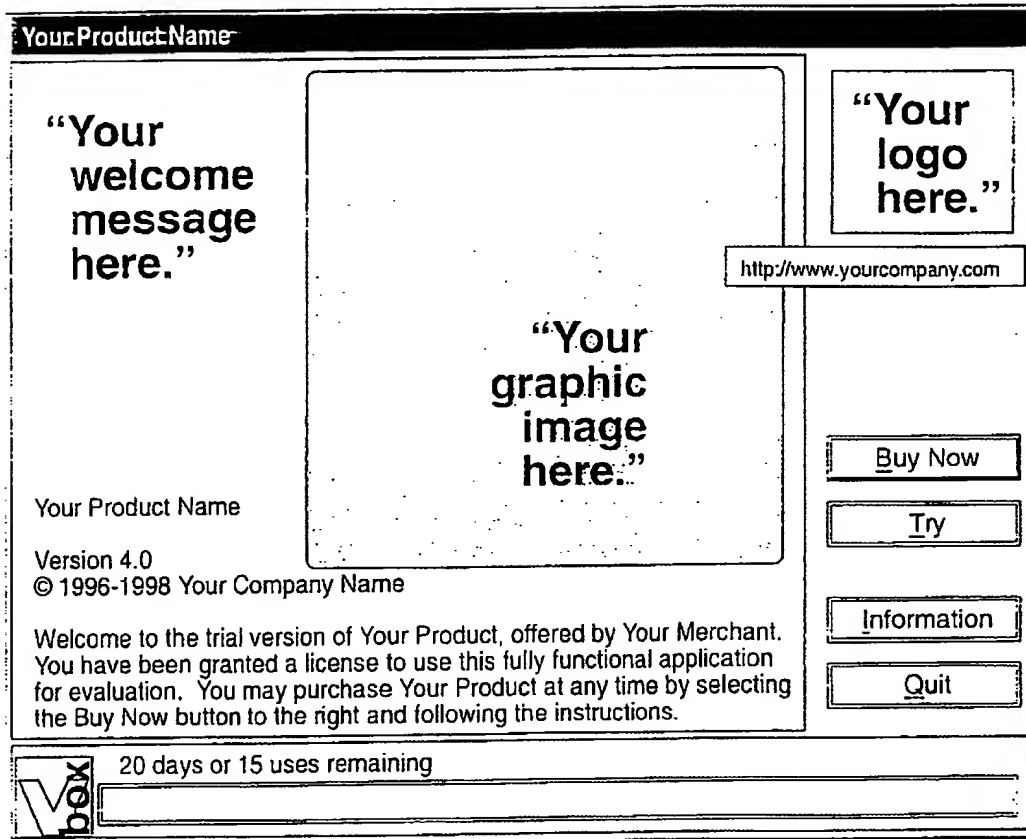 Your Product Name
“Your
welcome
message
here.”
“Your
graphic
image
here.”
“Your
logo
here.”
http://www.yourcompany.com
Buy Now
Try
Information
Quit
Your Product Name
Version 4.0
© 1996-1998 Your Company Name
Welcome to the trial version of Your Product, offered by Your Merchant.
You have been granted a license to use this fully functional application
for evaluation. You may purchase Your Product at any time by selecting
the Buy Now button to the right and following the instructions.
20 days or 15 uses remaining
Vbox